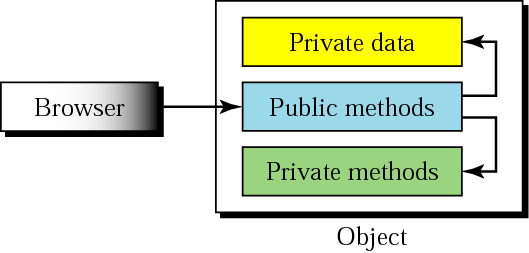 Private data
Browser
Public methods
Private methods
Object